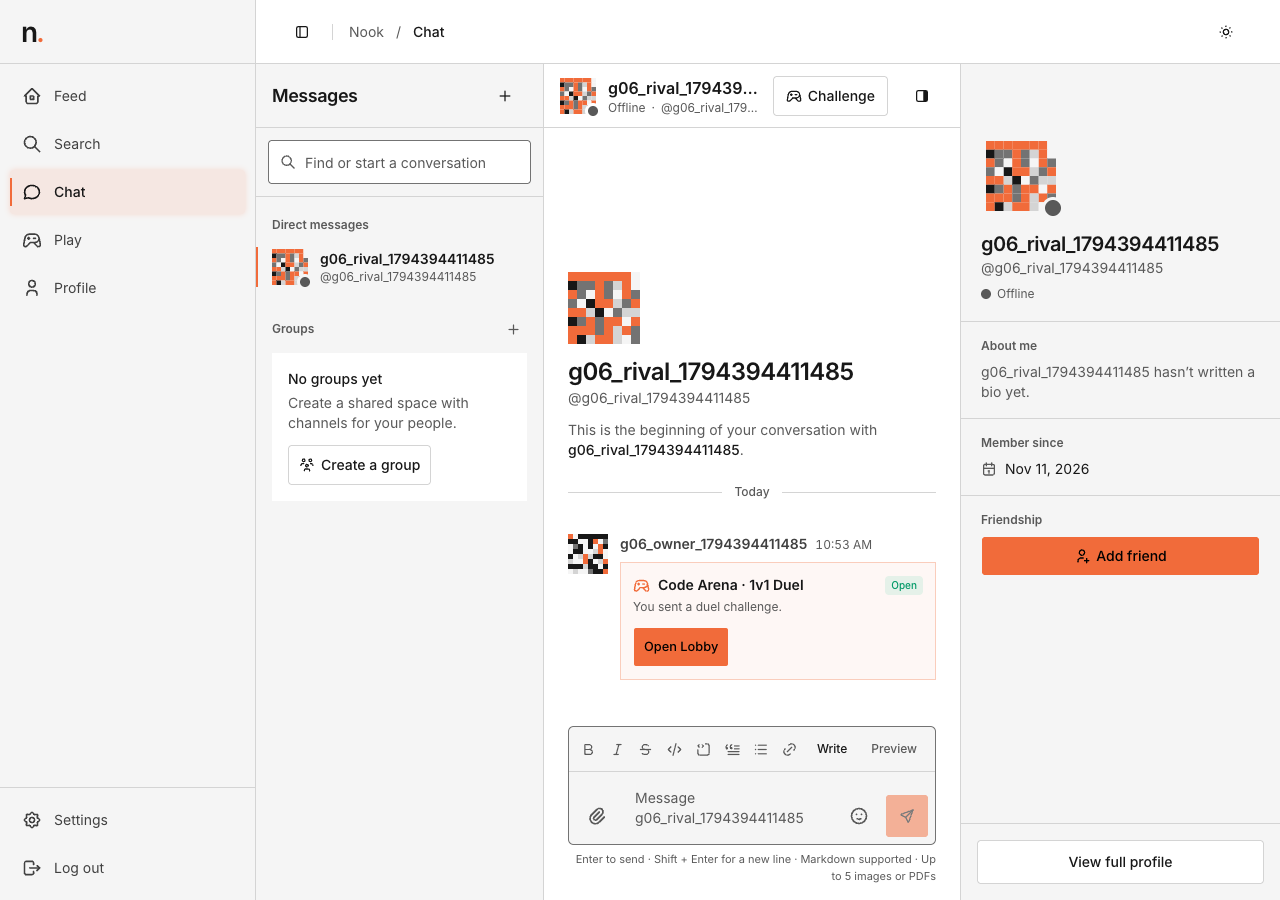 n.
Nook / Chat
Feed
Search
Chat
Play
Profile
Settings
Log out
Messages
Find or start a conversation
Direct messages
g06_rival_1794394411485
@g06_rival_1794394411485
Groups
No groups yet
Create a shared space with
channels for your people.
Create a group
g06_rival_179439...
Offline · @g06_rival_179...
Challenge
g06_rival_1794394411485
@g06_rival_1794394411485
This is the beginning of your conversation with
g06_rival_1794394411485.
Today
g06_owner_1794394411485 10:53 AM
Code Arena · 1v1 Duel
Open
You sent a duel challenge.
Open Lobby
Write
Preview
Message
g06_rival_1794394411485
Enter to send · Shift + Enter for a new line · Markdown supported · Up
to 5 images or PDFs
g06_rival_1794394411485
@g06_rival_1794394411485
Offline
About me
g06_rival_1794394411485 hasn’t written a
bio yet.
Member since
Nov 11, 2026
Friendship
Add friend
View full profile